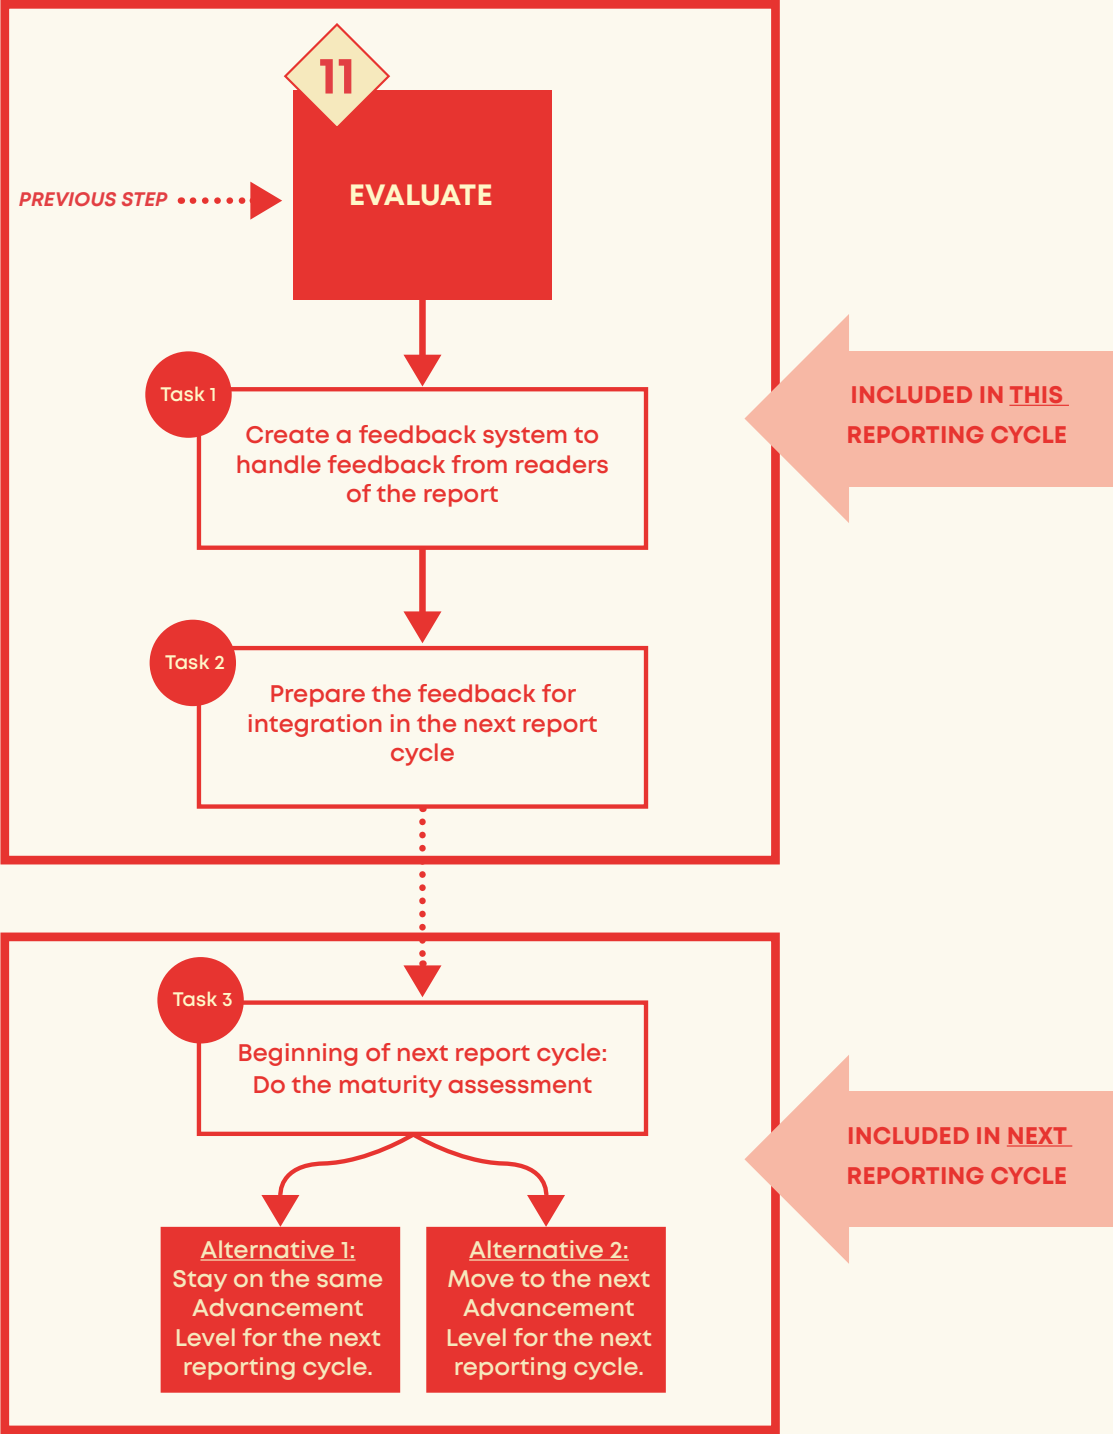 11
EVALUATE
PREVIOUS STEP
Task 1
Create a feedback system to
handle feedback from readers
of the report
INCLUDED IN THIS
REPORTING CYCLE
Task 2
Prepare the feedback for
integration in the next report
cycle
Task 3
Beginning of next report cycle:
Do the maturity assessment
INCLUDED IN NEXT
REPORTING CYCLE
Alternative 1:
Stay on the same
Advancement
Level for the next
reporting cycle.
Alternative 2:
Move to the next
Advancement
Level for the next
reporting cycle.